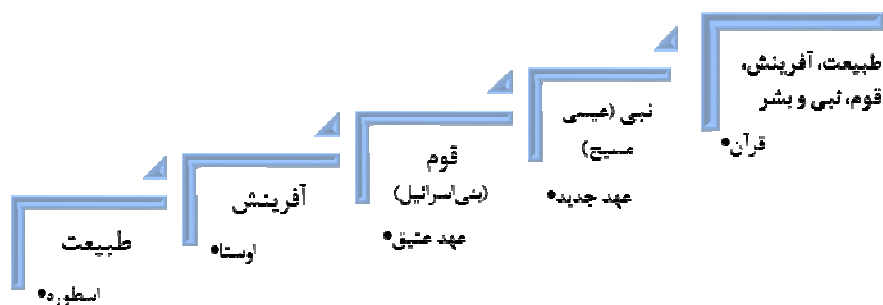 طبیعت، آفرینش،
قوم، نبی و بشر
قرآن•
نبی (عیسی
مسیح)
عهد جدید•
قوم
(بنی‌اسرائیل)
عهد عتیق•
آفرینش
اوستا•
طبیعت
اسطوره•